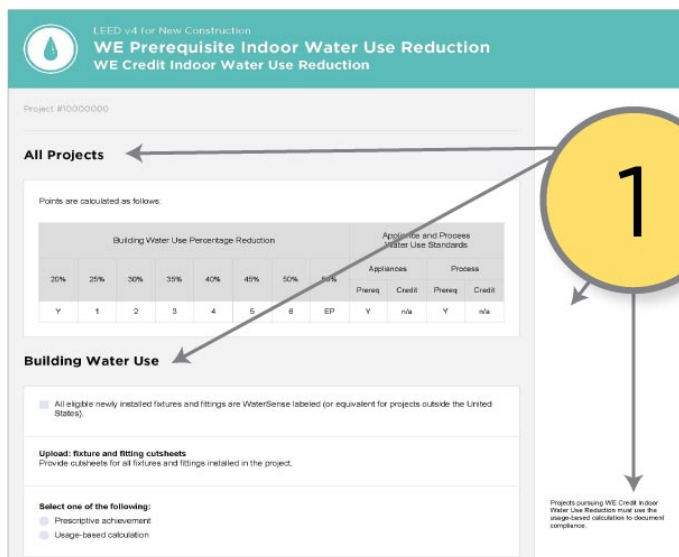 LEED v4 for New Construction
WE Prerequisite Indoor Water Use Reduction
WE Credit Indoor Water Use Reduction
Project #10000000
All Projects
1
Points are calculated as follows:
Building Water Use Percentage Reduction
Appliance and Process
Water Use Standards
Appliances Process
20% 25% 30% 35% 40% 45% 50% 55%
Prereq Credit Prereq Credit
Y 1 2 3 4 5 6 EP Y n/a Y n/a
Building Water Use
All eligible newly installed fixtures and fittings are WaterSense labeled (or equivalent for projects outside the United
States).
Upload: fixture and fitting cutsheets
Provide cutsheets for all fixtures and fittings installed in the project.
Select one of the following:
Prescriptive achievement
Usage-based calculation
Projects pursuing WE Credit Indoor
Water Use Reduction must use the
usage-based calculation to document
compliance.